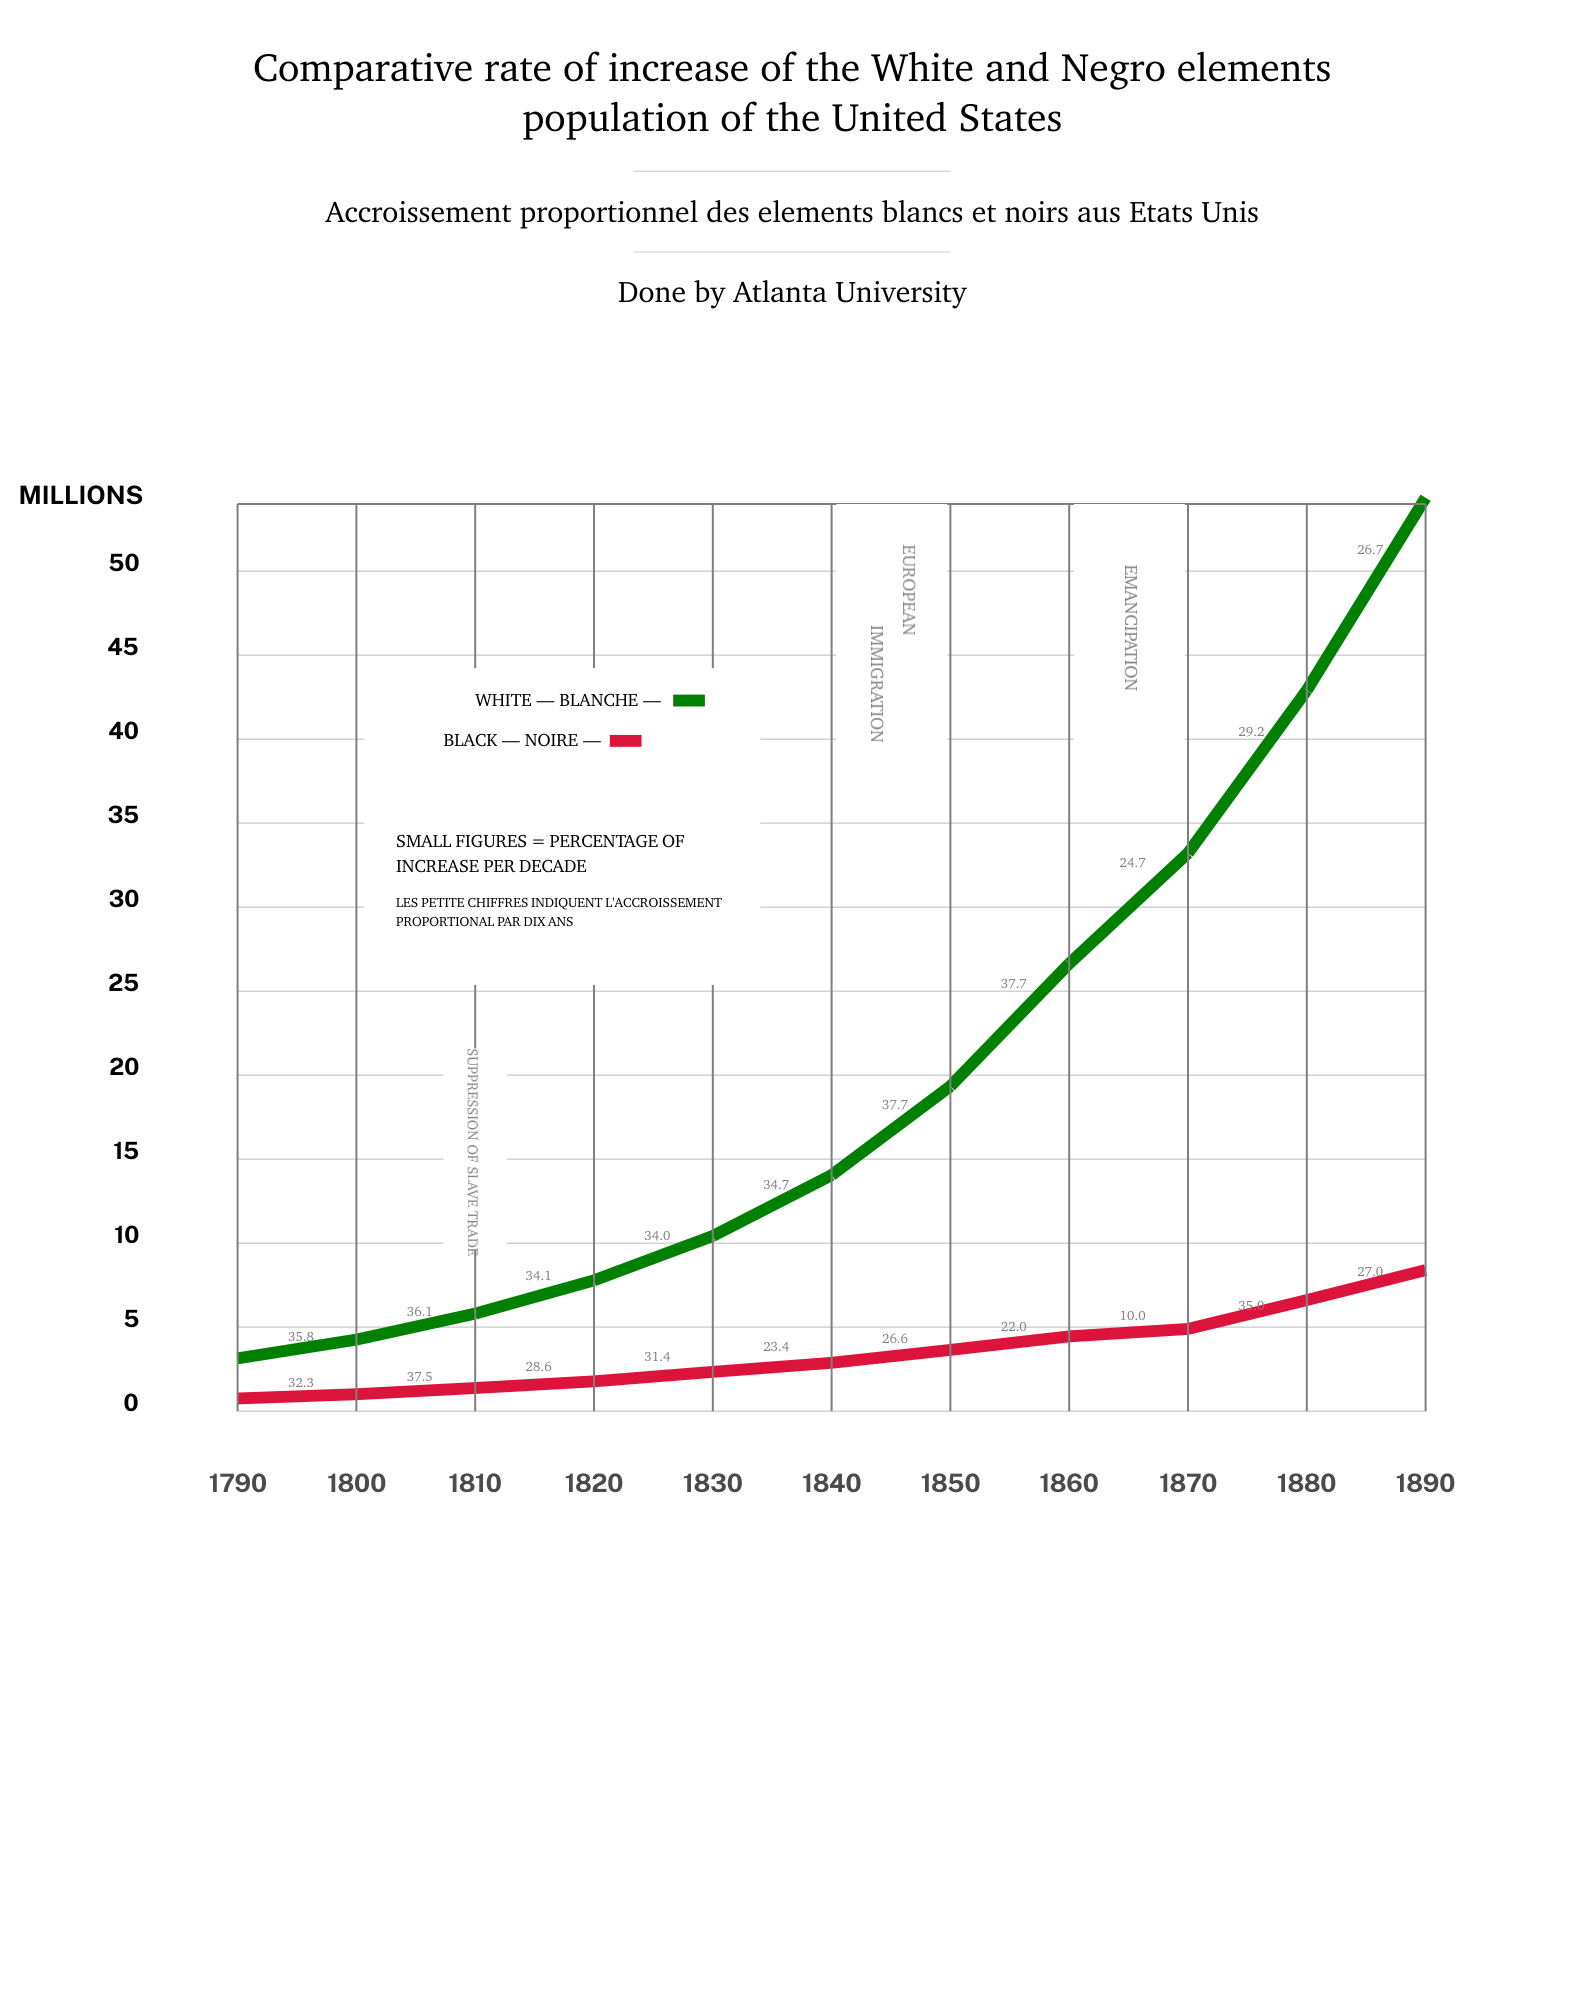 Comparative rate of increase of the White and Negro elements
population of the United States
Accroissement proportionnel des elements blancs et noirs aus Etats Unis
Done by Atlanta University
MILLIONS
50
45
40
35
30
25
20
15
10
5
0
EUROPEAN
IMMIGRATION
EMANCIPATION
WHITE — BLANCHE —
BLACK — NOIRE —
SMALL FIGURES = PERCENTAGE OF
INCREASE PER DECADE
LES PETITE CHIFFRES INDIQUENT L'ACCROISSEMENT
PROPORTIONAL PAR DIX ANS
SUPPRESSION OF SLAVE TRADE
35.8
36.1
34.1
34.0
34.7
37.7
37.7
24.7
29.2
26.7
32.3
37.5
28.6
31.4
23.4
26.6
22.0
10.0
35.0
27.0
1790 1800 1810 1820 1830 1840 1850 1860 1870 1880 1890